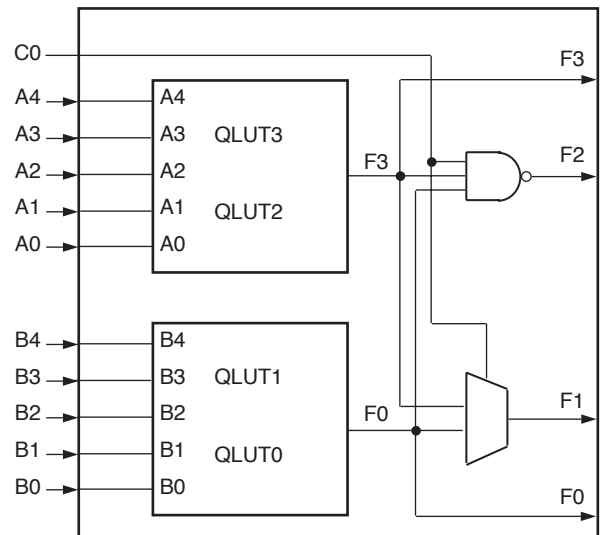 C0
F3
A4
A4
A3
A3
QLUT3
A2
A2
F3
F2
A1
A1
QLUT2
A0
A0
B4
B4
B3
B3
QLUT1
B2
B2
F0
F1
B1
B1
QLUT0
B0
B0
F0